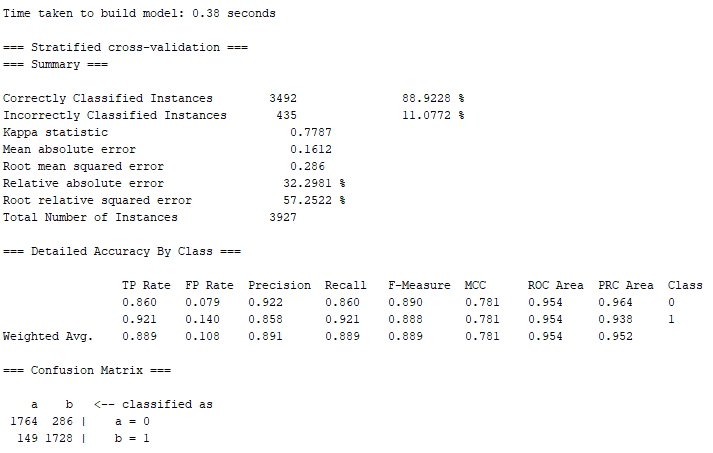 Time taken to build model: 0.38 seconds
=== Stratified cross-validation ===
=== Summary ===
Correctly Classified Instances        3492               88.9228 %
Incorrectly Classified Instances       435               11.0772 %
Kappa statistic                          0.7787
Mean absolute error                      0.1612
Root mean squared error                  0.286
Relative absolute error                 32.2981 %
Root relative squared error             57.2522 %
Total Number of Instances             3927
=== Detailed Accuracy By Class ===
                 TP Rate  FP Rate  Precision  Recall   F-Measure  MCC      ROC Area  PRC Area  Class
                 0.860    0.079    0.922      0.860    0.890      0.781    0.954     0.964     0
                 0.921    0.140    0.858      0.921    0.888      0.781    0.954     0.938     1
Weighted Avg.    0.889    0.108    0.891      0.889    0.889      0.781    0.954     0.952
=== Confusion Matrix ===
    a    b   <-- classified as
 1764  286 |    a = 0
  149 1728 |    b = 1